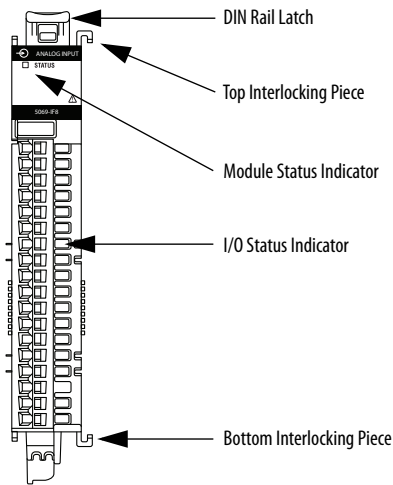 DIN Rail Latch
ANALOG INPUT
STATUS
Top Interlocking Piece
5069-IF8
Module Status Indicator
I/O Status Indicator
Bottom Interlocking Piece